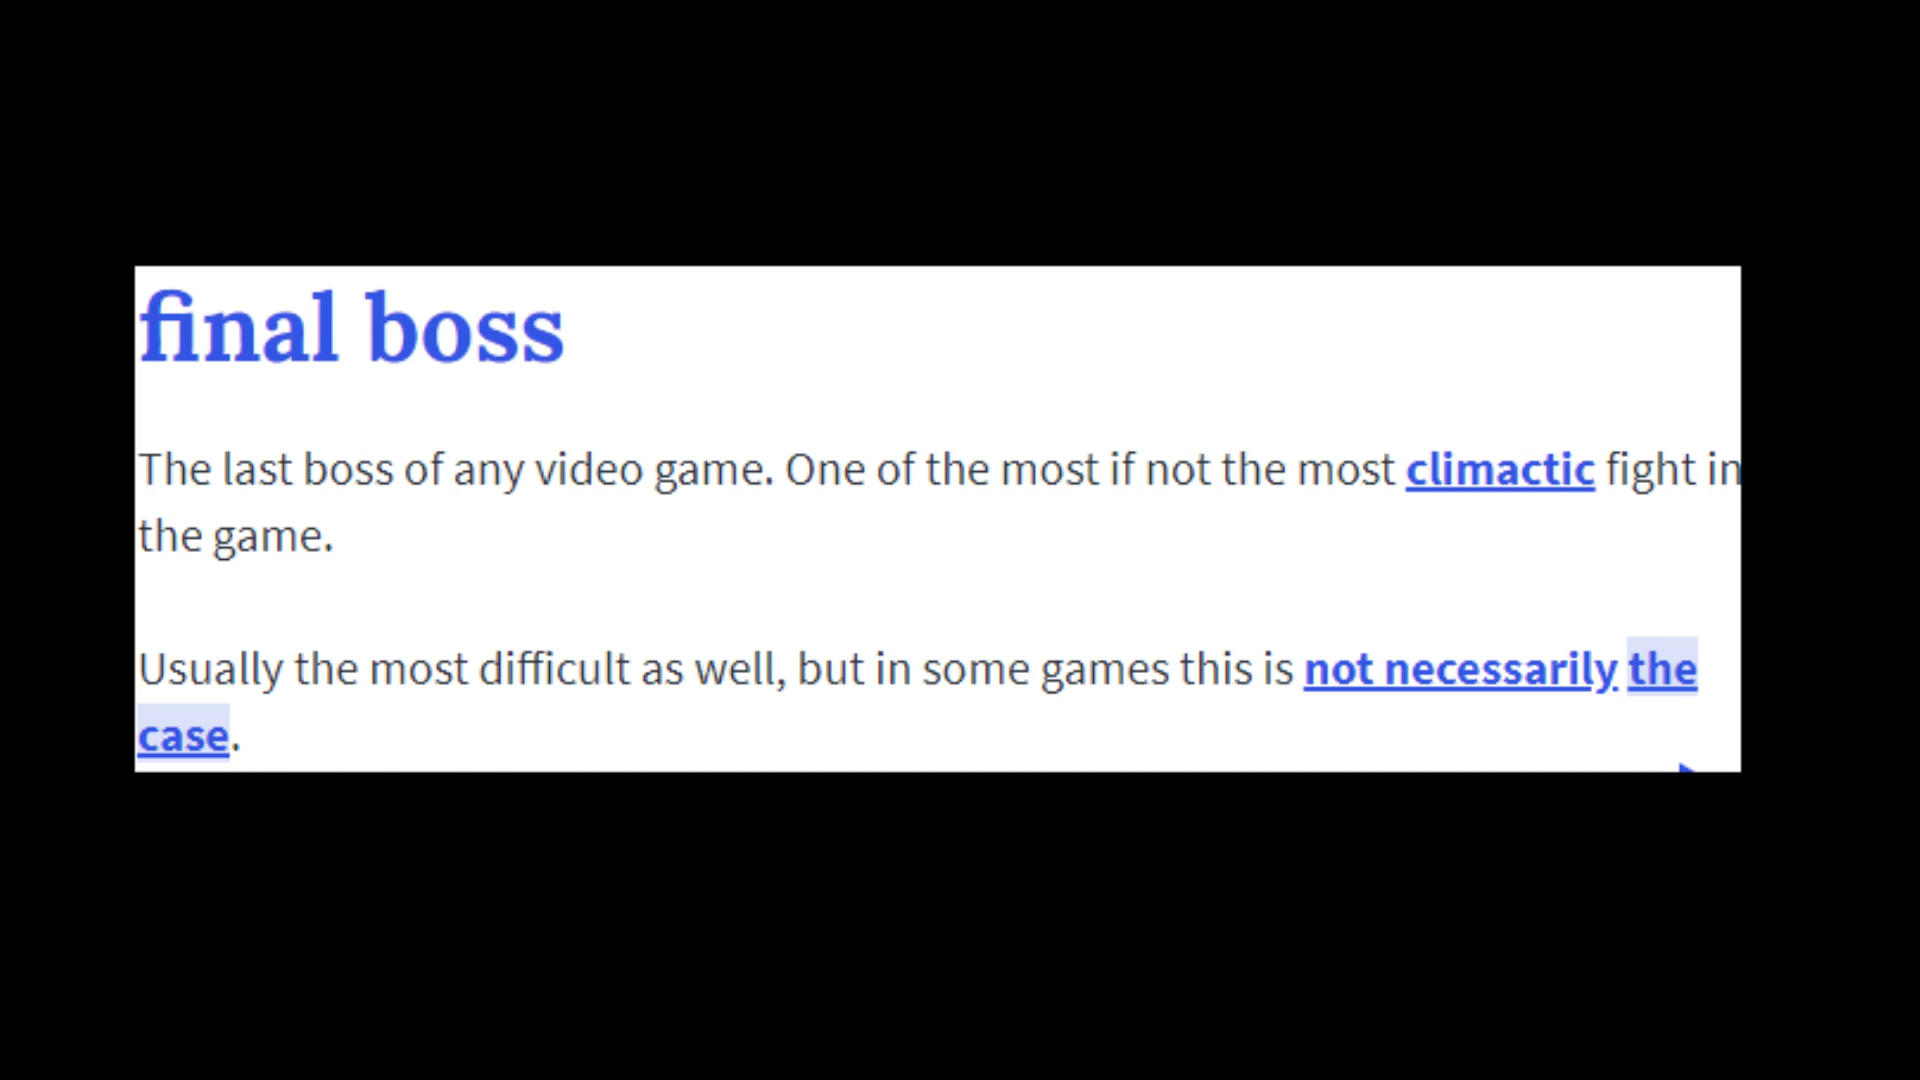 final boss
The last boss of any video game. One of the most if not the most climactic fight in
the game.
Usually the most difficult as well, but in some games this is not necessarily the
case.